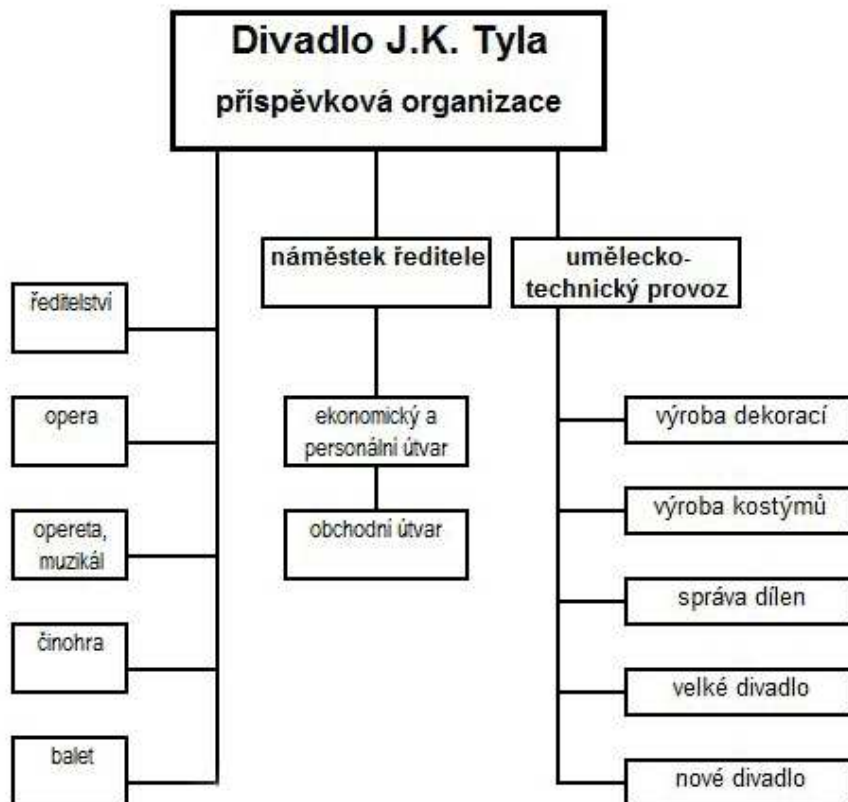 Divadlo J.K. Tyla
příspěvková organizace
náměstek ředitele
umělecko-
technický provoz
ředitelství
opera
opereta,
muzikál
činohra
balet
ekonomický a
personální útvar
obchodní útvar
výroba dekorací
výroba kostýmů
správa dílen
velké divadlo
nové divadlo